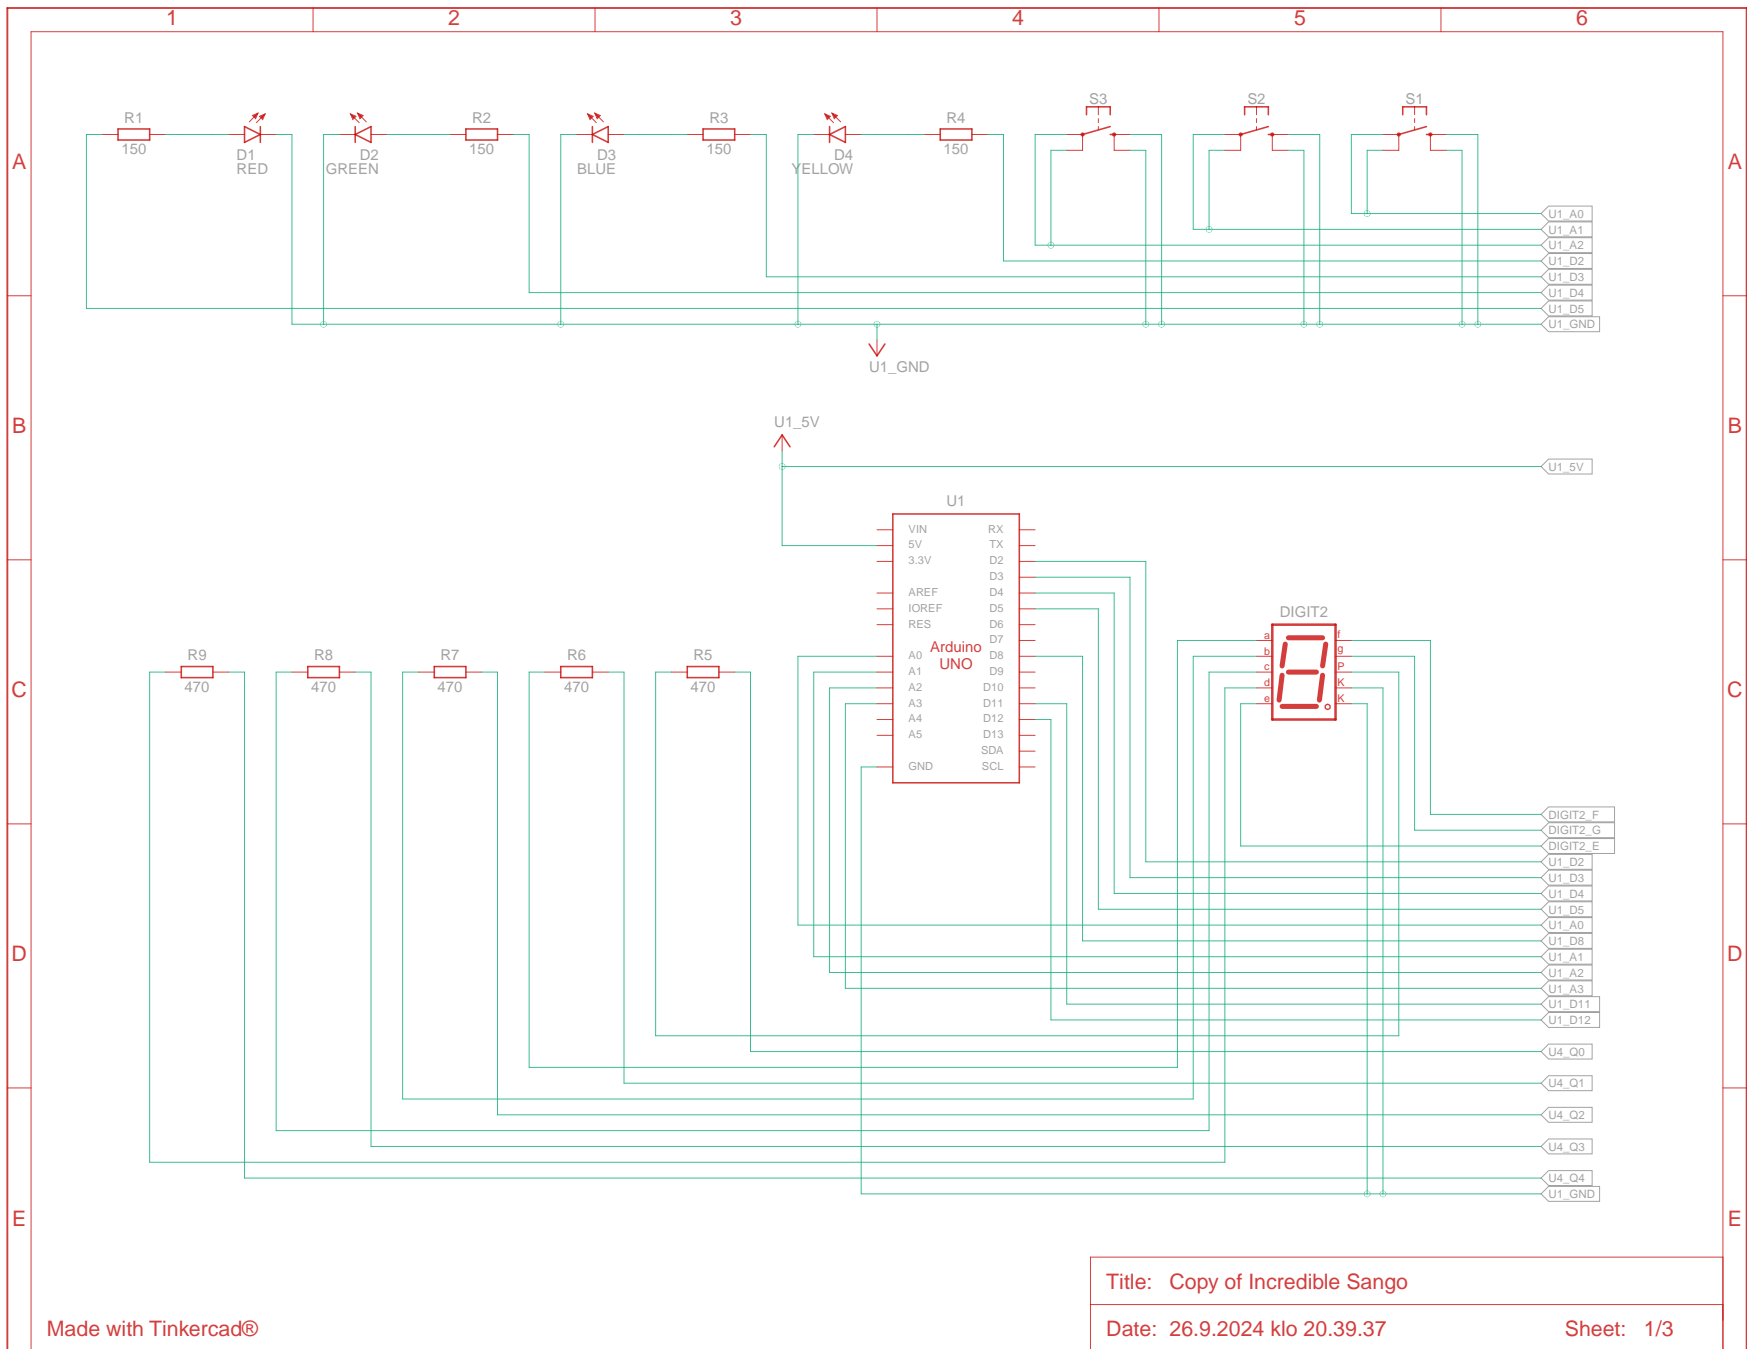 1 2 3 4 5 6
A A
R1
150
D1
RED
D2
GREEN
R2
150
D3
BLUE
R3
150
D4
YELLOW
R4
150
S3
S2
S1
U1_A0
U1_A1
U1_A2
U1_D2
U1_D3
U1_D4
U1_D5
U1_GND
U1_GND
B B
U1_5V
U1_5V
U1
VIN RX
5V TX
3.3V D2
D3
AREF D4
IOREF D5
RES D6
D7
Arduino
UNO
A0 D8
A1 D9
A2 D10
A3 D11
A4 D12
A5 D13
SDA
GND SCL
DIGIT2
a f
b g
c P
d K
e K
C C
R9
470
R8
470
R7
470
R6
470
R5
470
DIGIT2_F
DIGIT2_G
DIGIT2_E
U1_D2
U1_D3
U1_D4
U1_D5
U1_A0
U1_D8
U1_A1
U1_A2
U1_A3
U1_D11
U1_D12
D D
U4_Q0
U4_Q1
U4_Q2
U4_Q3
U4_Q4
U1_GND
E E
Title: Copy of Incredible Sango
Made with Tinkercad®
Date: 26.9.2024 klo 20.39.37 Sheet: 1/3